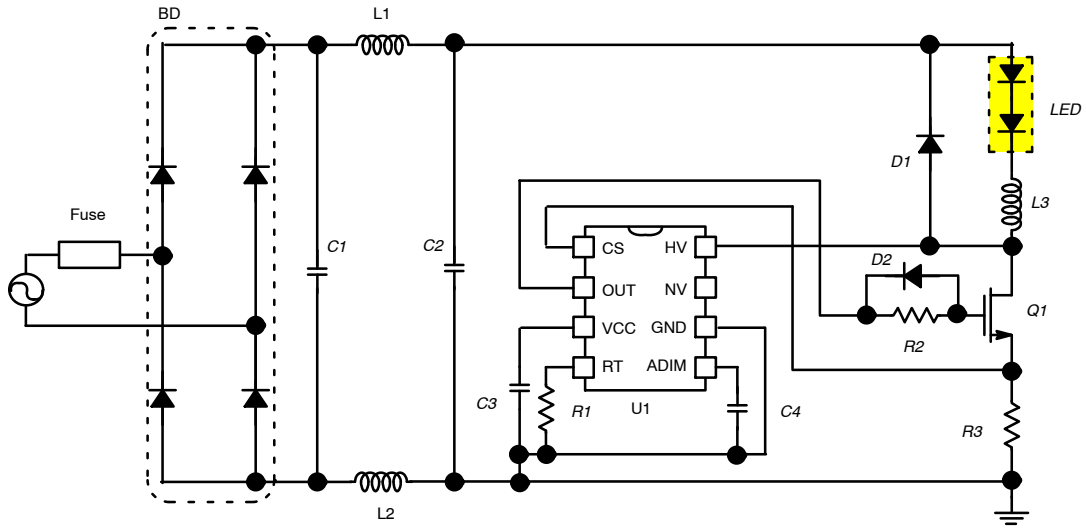 BD
L1
LED
D1
L3
Fuse
C1
C2
CS
HV
D2
OUT
NV
Q1
VCC
GND
R2
RT
ADIM
C3
R1
U1
C4
R3
L2